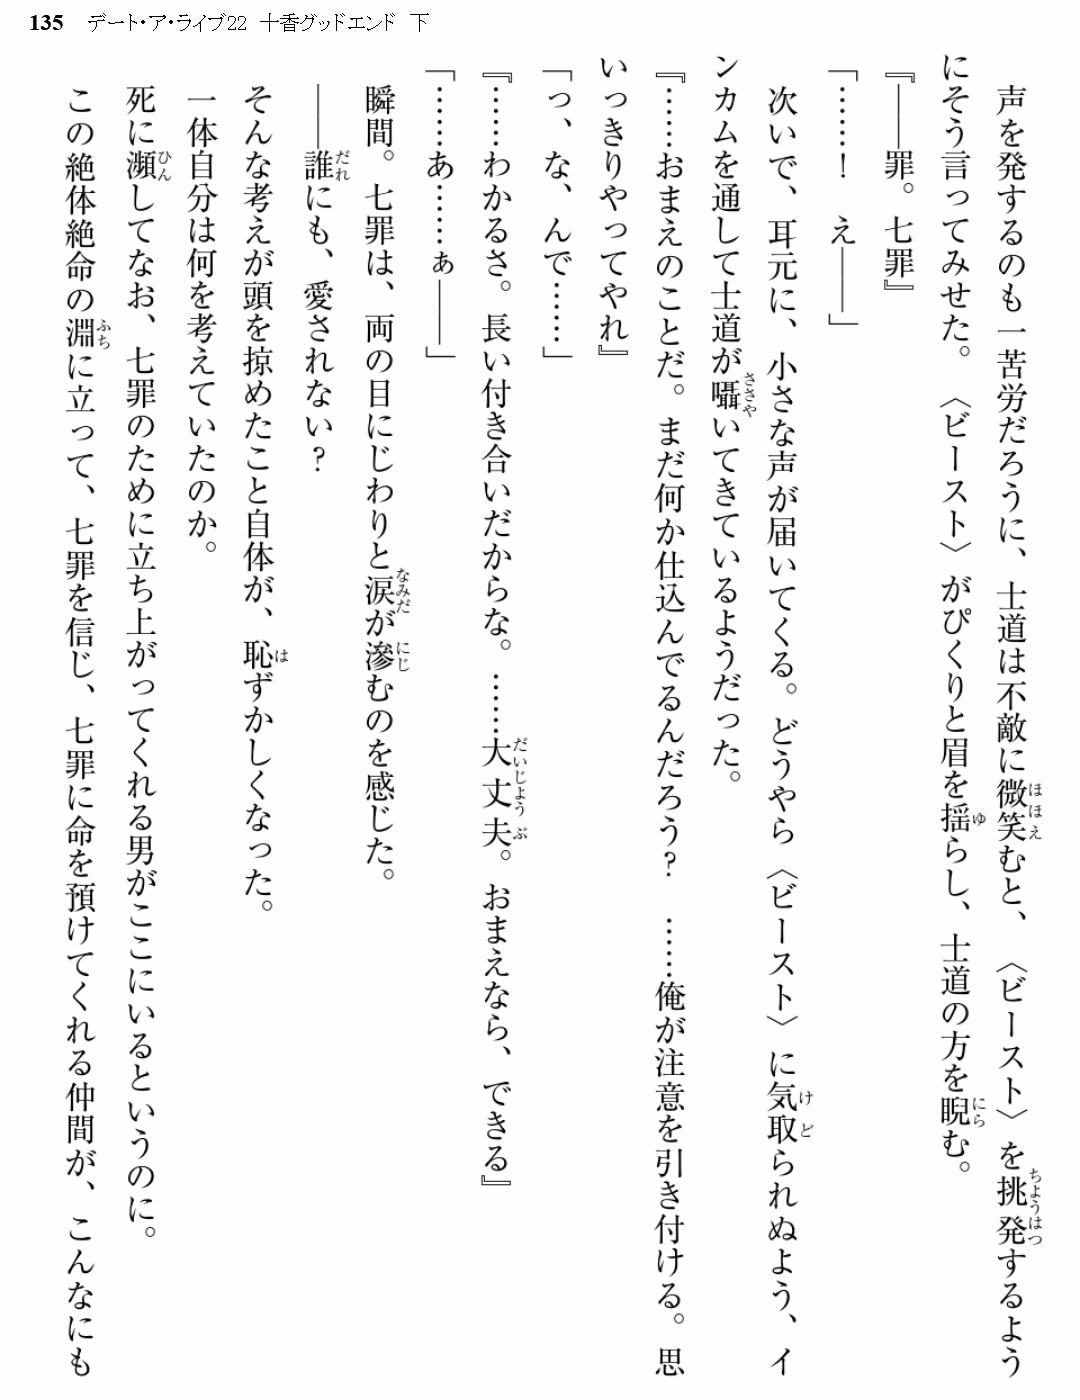 135 デート・ア・ライブ22 十香グッドエンド 下
声を発するのも一苦労だろうに、士道は不敵に微笑むと、〈ビースト〉を挑発するよう
にそう言ってみせた。〈ビースト〉がぴくりと眉を揺らし、士道の方を睨む。
『――罪。七罪』
「……！　え――」
次いで、耳元に、小さな声が届いてくる。どうやら〈ビースト〉に気取られぬよう、イ
ンカムを通して士道が囁いてきているようだった。
『……おまえのことだ。まだ何か仕込んでるんだろう？　……俺が注意を引き付ける。思
いっきりやってやれ』
「っ、な、んで……」
『……わかるさ。長い付き合いだからな。……大丈夫。おまえなら、できる』
「……あ……ぁ――」
瞬間。七罪は、両の目にじわりと涙が滲むのを感じた。
――誰にも、愛されない？
そんな考えが頭を掠めたこと自体が、恥ずかしくなった。
一体自分は何を考えていたのか。
死に瀕してなお、七罪のために立ち上がってくれる男がここにいるというのに。
この絶体絶命の淵に立って、七罪を信じ、七罪に命を預けてくれる仲間が、こんなにも